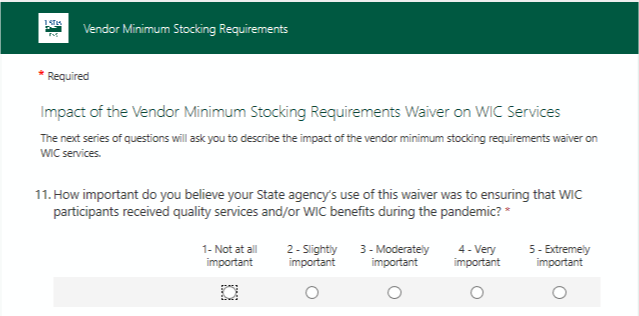 Vendor Minimum Stocking Requirements
* Required
Impact of the Vendor Minimum Stocking Requirements Waiver on WIC Services
The next series of questions will ask you to describe the impact of the vendor minimum stocking requirements waiver on
WIC services.
11. How important do you believe your State agency's use of this waiver was to ensuring that WIC
participants received quality services and/or WIC benefits during the pandemic? *
1- Not at all important
2 - Slightly important
3 - Moderately important
4 - Very important
5 - Extremely important